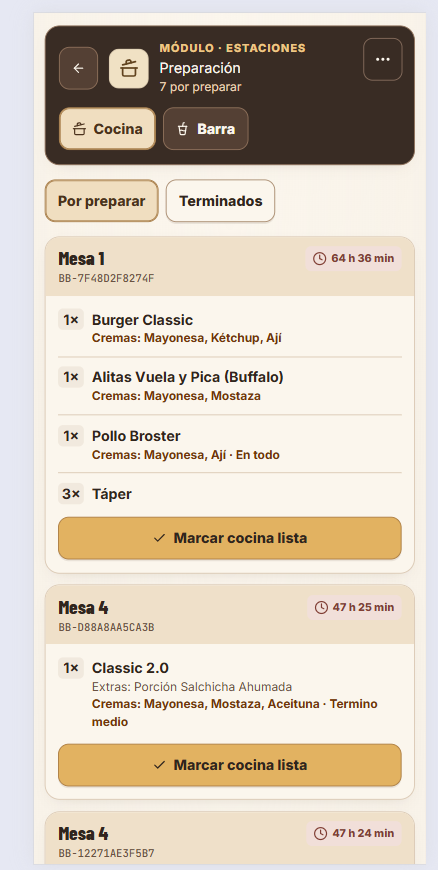 MÓDULO · ESTACIONES
Preparación
7 por preparar
Cocina
Barra
Por preparar
Terminados
Mesa 1
64 h 36 min
BB-7F48D2F8274F
1× Burger Classic
Cremas: Mayonesa, Kétchup, Ají
1× Alitas Vuela y Pica (Buffalo)
Cremas: Mayonesa, Mostaza
1× Pollo Broster
Cremas: Mayonesa, Ají · En todo
3× Táper
Marcar cocina lista
Mesa 4
47 h 25 min
BB-D88A8AA5CA3B
1× Classic 2.0
Extras: Porción Salchicha Ahumada
Cremas: Mayonesa, Mostaza, Aceituna · Termino
medio
Marcar cocina lista
Mesa 4
47 h 24 min
BB-12271AE3F5B7